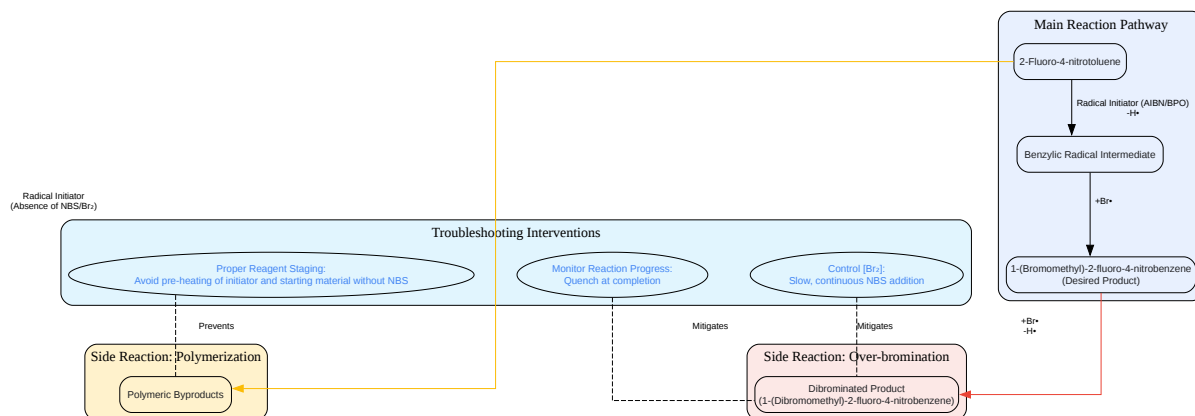 Main Reaction Pathway
2-Fluoro-4-nitrotoluene
Radical Initiator (AIBN/BPO)
-H•
Benzylic Radical Intermediate
+Br•
1-(Bromomethyl)-2-fluoro-4-nitrobenzene
(Desired Product)
+Br•
-H•
Radical Initiator
(Absence of NBS/Br₂)
Troubleshooting Interventions
Proper Reagent Staging:
Avoid pre-heating of initiator and starting material without NBS
Monitor Reaction Progress:
Quench at completion
Control [Br₂]:
Slow, continuous NBS addition
Prevents
Mitigates
Mitigates
Side Reaction: Polymerization
Polymeric Byproducts
Side Reaction: Over-bromination
Dibrominated Product
(1-(Dibromomethyl)-2-fluoro-4-nitrobenzene)